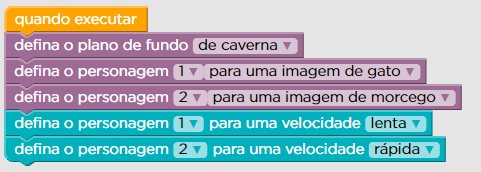 quando executar
defina o plano de fundo de caverna
defina o personagem 1 para uma imagem de gato
defina o personagem 2 para uma imagem de morcego
defina o personagem 1 para uma velocidade lenta
defina o personagem 2 para uma velocidade rápida